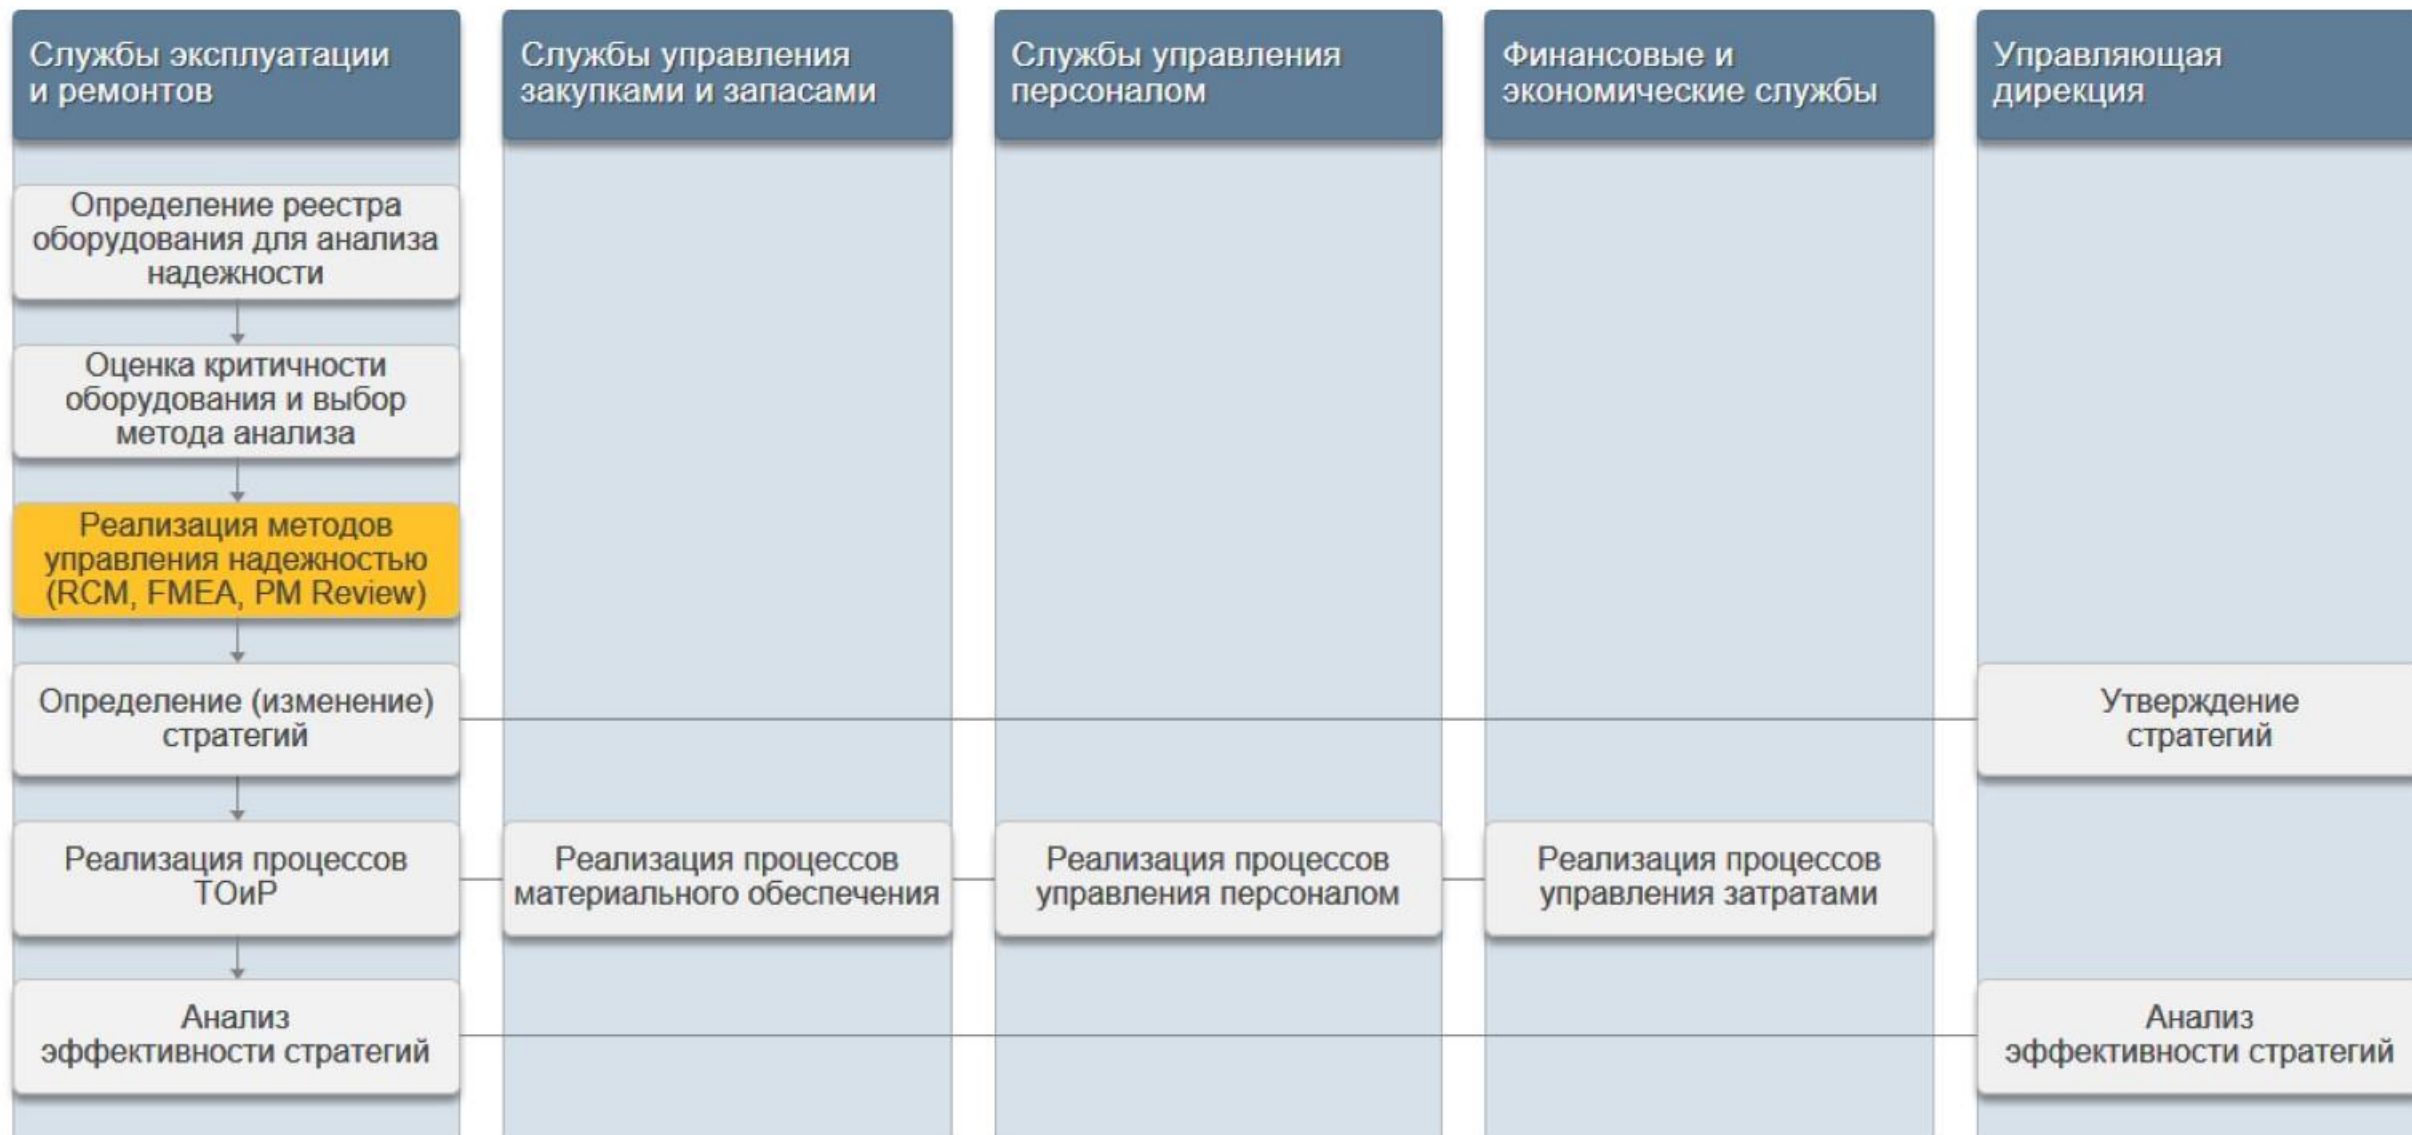 Службы эксплуатации
и ремонтов
Службы управления
закупками и запасами
Службы управления
персоналом
Финансовые и
экономические службы
Управляющая
дирекция
Определение реестра
оборудования для анализа
надежности
Оценка критичности
оборудования и выбор
метода анализа
Реализация методов
управления надежностью
(RCM, FMEA, PM Review)
Определение (изменение)
стратегий
Утверждение
стратегий
Реализация процессов
ТОиР
Реализация процессов
материального обеспечения
Реализация процессов
управления персоналом
Реализация процессов
управления затратами
Анализ
эффективности стратегий
Анализ
эффективности стратегий